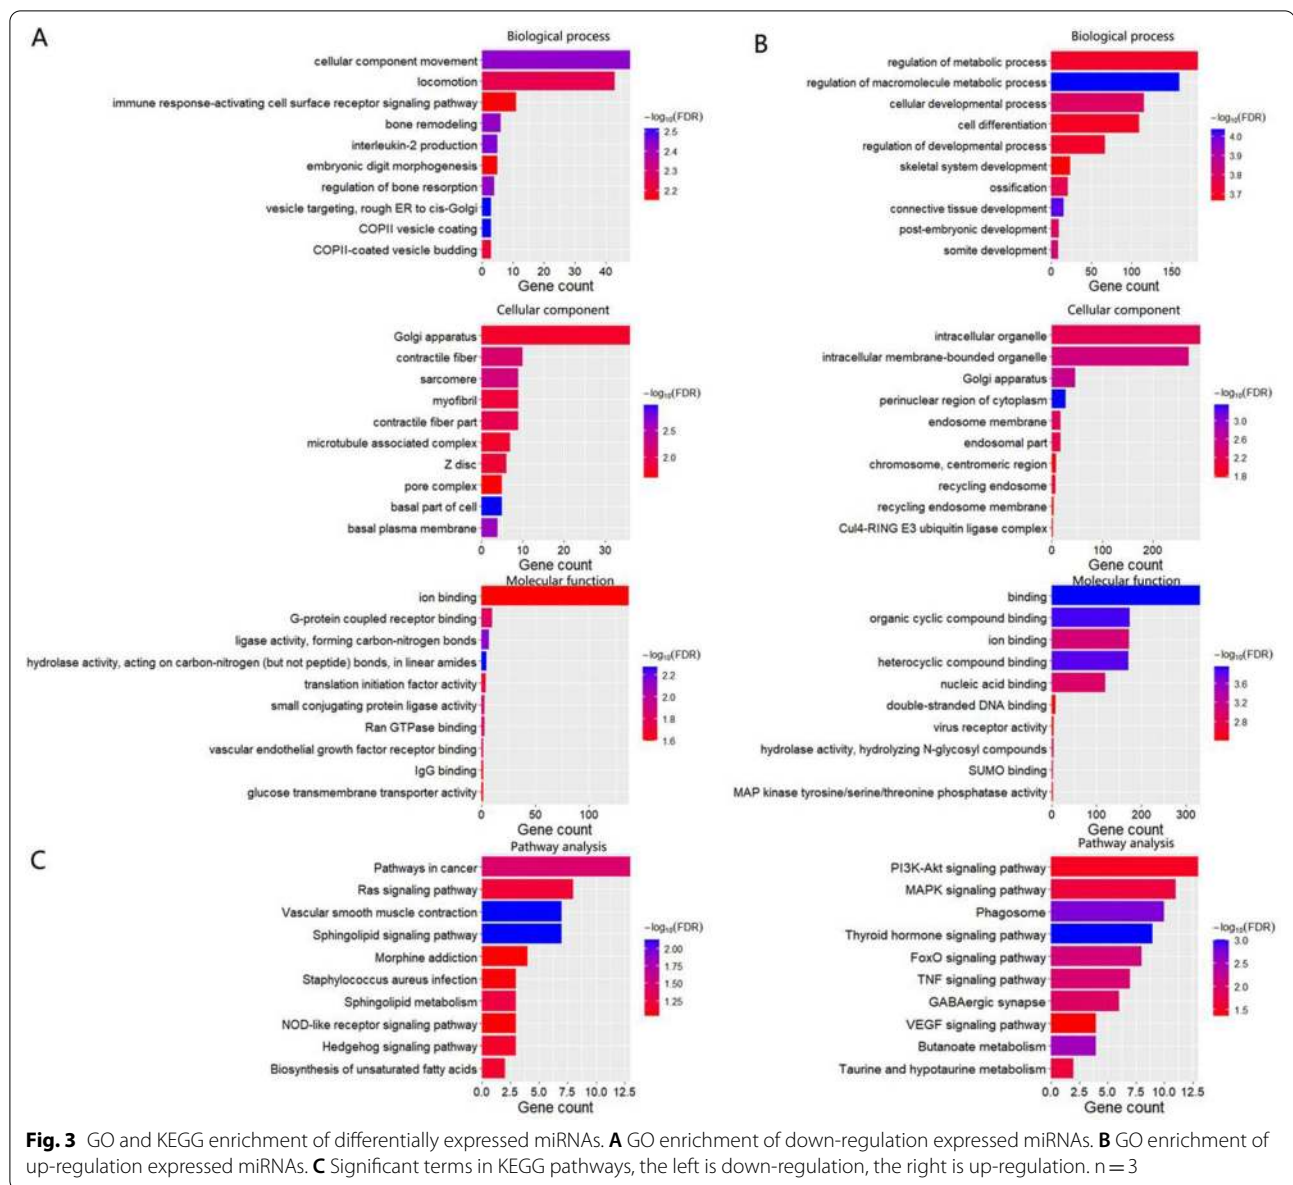 A
Biological process
cellular component movement
locomotion
immune response-activating cell surface receptor signaling pathway
bone remodeling
interleukin-2 production
embryonic digit morphogenesis
regulation of bone resorption
vesicle targeting, rough ER to cis-Golgi
COPII vesicle coating
COPII-coated vesicle budding
0 10 20 30 40
Gene count
−log₁₀(FDR)
2.5
2.4
2.3
2.2
Cellular component
Golgi apparatus
contractile fiber
sarcomere
myofibril
contractile fiber part
microtubule associated complex
Z disc
pore complex
basal part of cell
basal plasma membrane
0 10 20 30
Gene count
−log₁₀(FDR)
2.5
2.0
Molecular function
ion binding
G-protein coupled receptor binding
ligase activity, forming carbon-nitrogen bonds
hydrolase activity, acting on carbon-nitrogen (but not peptide) bonds, in linear amides
translation initiation factor activity
small conjugating protein ligase activity
Ran GTPase binding
vascular endothelial growth factor receptor binding
IgG binding
glucose transmembrane transporter activity
0 50 100
Gene count
−log₁₀(FDR)
2.2
2.0
1.8
1.6
B
Biological process
regulation of metabolic process
regulation of macromolecule metabolic process
cellular developmental process
cell differentiation
regulation of developmental process
skeletal system development
ossification
connective tissue development
post-embryonic development
somite development
0 50 100 150
Gene count
−log₁₀(FDR)
4.0
3.9
3.8
3.7
Cellular component
intracellular organelle
intracellular membrane-bounded organelle
Golgi apparatus
perinuclear region of cytoplasm
endosome membrane
endosomal part
chromosome, centromeric region
recycling endosome
recycling endosome membrane
Cul4-RING E3 ubiquitin ligase complex
0 100 200
Gene count
−log₁₀(FDR)
3.0
2.6
2.2
1.8
Molecular function
binding
organic cyclic compound binding
ion binding
heterocyclic compound binding
nucleic acid binding
double-stranded DNA binding
virus receptor activity
hydrolase activity, hydrolyzing N-glycosyl compounds
SUMO binding
MAP kinase tyrosine/serine/threonine phosphatase activity
0 100 200 300
Gene count
−log₁₀(FDR)
3.6
3.2
2.8
C
Pathway analysis
Pathways in cancer
Ras signaling pathway
Vascular smooth muscle contraction
Sphingolipid signaling pathway
Morphine addiction
Staphylococcus aureus infection
Sphingolipid metabolism
NOD-like receptor signaling pathway
Hedgehog signaling pathway
Biosynthesis of unsaturated fatty acids
0.0 2.5 5.0 7.5 10.0 12.5
Gene count
−log₁₀(FDR)
2.00
1.75
1.50
1.25
Pathway analysis
PI3K-Akt signaling pathway
MAPK signaling pathway
Phagosome
Thyroid hormone signaling pathway
FoxO signaling pathway
TNF signaling pathway
GABAergic synapse
VEGF signaling pathway
Butanoate metabolism
Taurine and hypotaurine metabolism
0.0 2.5 5.0 7.5 10.0 12.5
Gene count
−log₁₀(FDR)
3.0
2.5
2.0
1.5
Fig. 3 GO and KEGG enrichment of differentially expressed miRNAs. A GO enrichment of down-regulation expressed miRNAs. B GO enrichment of
up-regulation expressed miRNAs. C Significant terms in KEGG pathways, the left is down-regulation, the right is up-regulation. n = 3